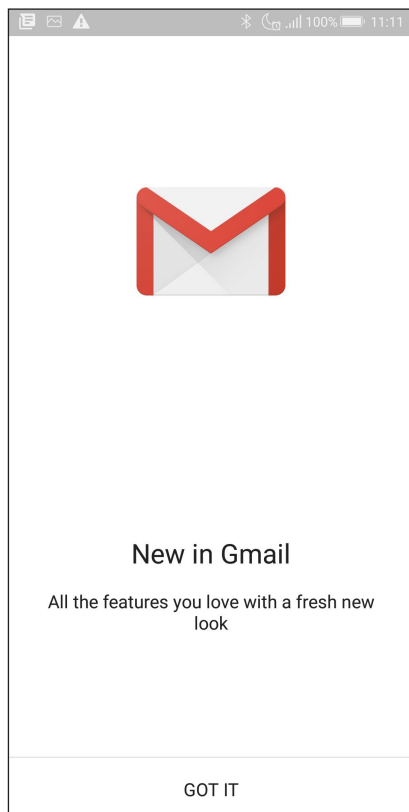 100% 11:11
New in Gmail
All the features you love with a fresh new
look
GOT IT